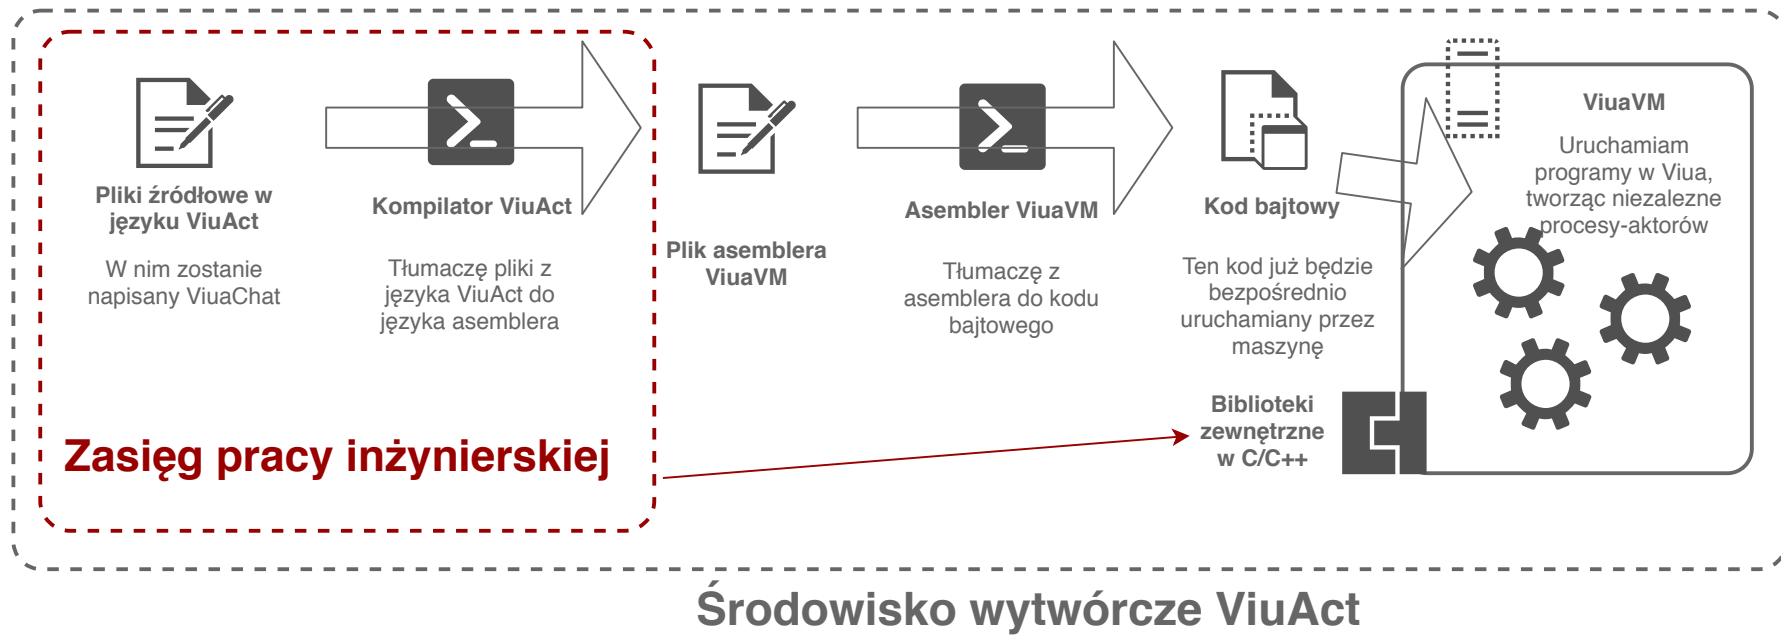 Pliki źródłowe w
języku ViuAct
W nim zostanie
napisany ViuaChat
Kompilator ViuAct
Tłumaczę pliki z
języka ViuAct do
języka asemblera
Zasięg pracy inżynierskiej
Plik asemblera
ViuaVM
Asembler ViuaVM
Tłumaczę z
asemblera do kodu
bajtowego
Kod bajtowy
Ten kod już będzie
bezpośrednio
uruchamiany przez
maszynę
Biblioteki
zewnętrzne
w C/C++
ViuaVM
Uruchamiam
programy w Viua,
tworząc niezalezne
procesy-aktorów
Środowisko wytwórcze ViuAct